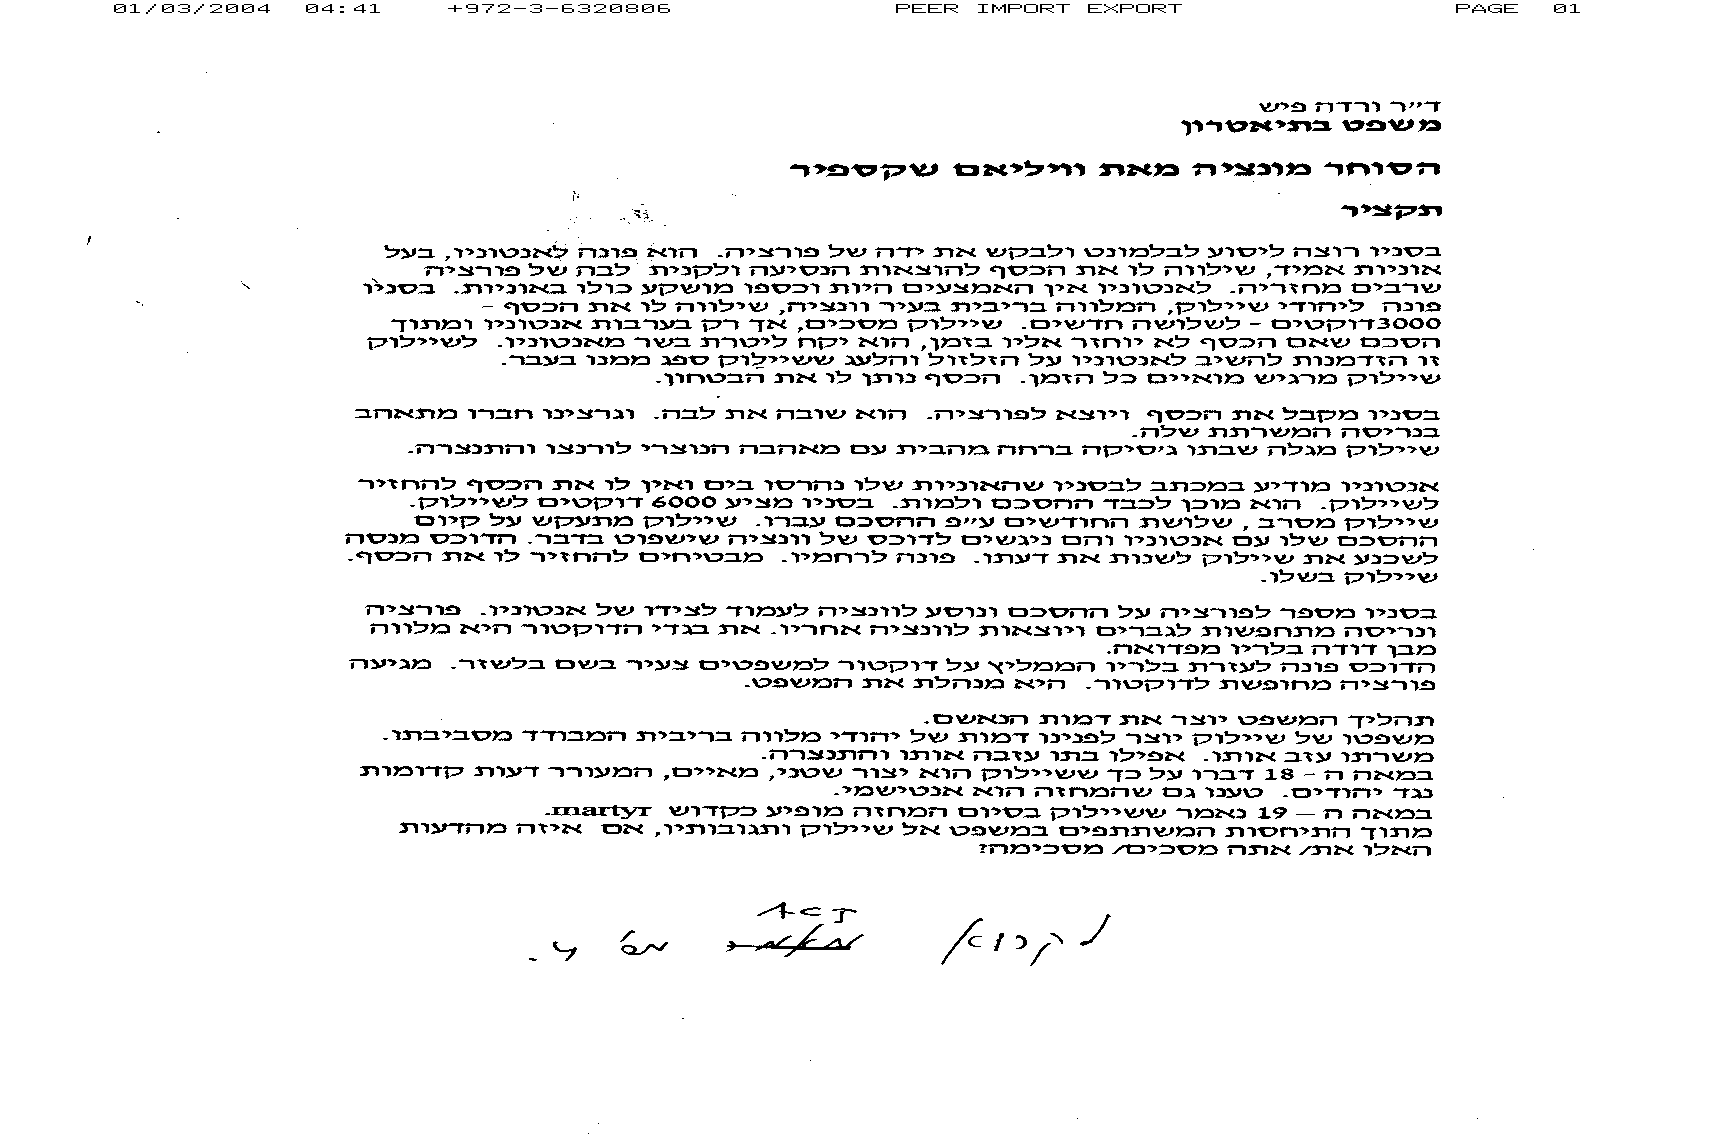 01/03/2004 04:41 +972-3-6320806 PEER IMPORT EXPORT PAGE 01
ד״ר ורדה פיש
משפט בתיאטרון
הסוחר מונציה מאת וויליאם שקספיר
תקציר
בסניו רוצה ליסוע לבלמונט ולבקש את ידה של פורציה. הוא פונה לאנטוניו, בעל
אוניות אמיד, שילווה לו את הכסף להוצאות הנסיעה ולקנית לבה של פורציה
שרבים מחזריה. לאנטוניו אין האמצעים היות וכספו מושקע כולו באוניות. בסניו
פונה ליהודי שיילוק, המלווה בריבית בעיר וונציה, שילווה לו את הכסף -
3000דוקטים - לשלושה חדשים. שיילוק מסכים, אך רק בערבות אנטוניו ומתוך
הסכם שאם הכסף לא יוחזר אליו בזמן, הוא יקח ליטרת בשר מאנטוניו. לשיילוק
זו הזדמנות להשיב לאנטוניו על הזלזול והלעג ששיילוק ספג ממנו בעבר.
שיילוק מרגיש מואיים כל הזמן. הכסף נותן לו את הבטחון.
בסניו מקבל את הכסף ויוצא לפורציה. הוא שובה את לבה. וגרצינו חברו מתאהב
בנריסה המשרתת שלה.
שיילוק מגלה שבתו ג'סיקה ברחה מהבית עם מאהבה הנוצרי לורנצו והתנצרה.
אנטוניו מודיע במכתב לבסניו שהאוניות שלו נהרסו בים ואין לו את הכסף להחזיר
לשיילוק. הוא מוכן לכבד ההסכם ולמות. בסניו מציע 6000 דוקטים לשיילוק.
שיילוק מסרב , שלושת החודשים ע״פ ההסכם עברו. שיילוק מתעקש על קיום
ההסכם שלו עם אנטוניו והם ניגשים לדוכס של וונציה שישפוט בדבר. הדוכס מנסה
לשכנע את שיילוק לשנות את דעתו. פונה לרחמיו. מבטיחים להחזיר לו את הכסף.
שיילוק בשלו.
בסניו מספר לפורציה על ההסכם ונוסע לוונציה לעמוד לצידו של אנטוניו. פורציה
ונריסה מתחפשות לגברים ויוצאות לוונציה אחריו. את בגדי הדוקטור היא מלווה
מבן דודה בלריו מפדואה.
הדוכס פונה לעזרת בלריו הממליץ על דוקטור למשפטים צעיר בשם בלשזר. מגיעה
פורציה מחופשת לדוקטור. היא מנהלת את המשפט.
תהליך המשפט יוצר את דמות הנאשם.
משפטו של שיילוק יוצר לפנינו דמות של יהודי מלווה בריבית המבודד מסביבתו.
משרתו עזב אותו. אפילו בתו עזבה אותו והתנצרה.
במאה ה - 18 דברו על כך ששיילוק הוא יצור שטני, מאיים, המעורר דעות קדומות
נגד יהודים. טענו גם שהמחזה הוא אנטישמי.
במאה ה – 19 נאמר ששיילוק בסיום המחזה מופיע כקדוש martyr.
מתוך התיחסות המשתתפים במשפט אל שיילוק ותגובותיו, אם איזה מהדעות
האלו את/ אתה מסכים/ מסכימה?
ACT
לקרוא מס' 4.